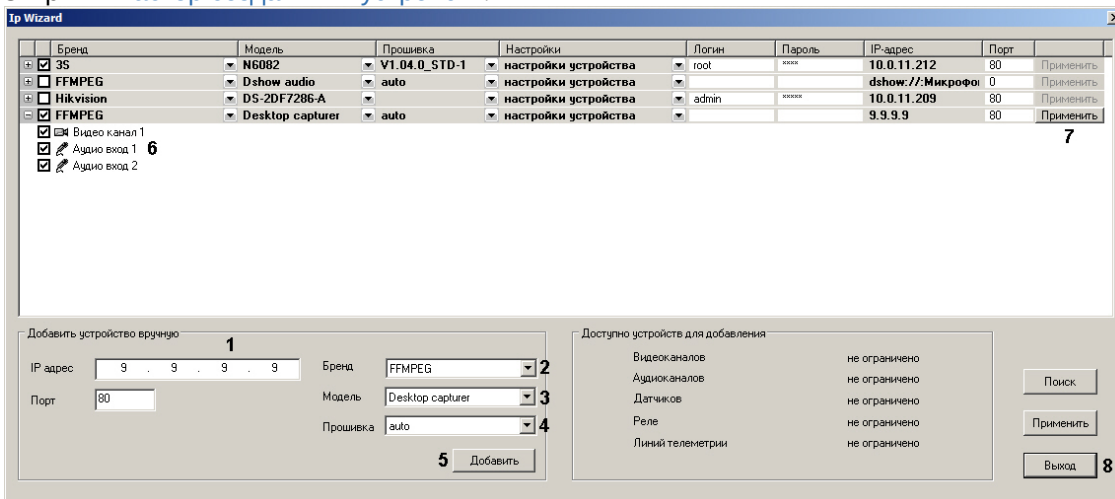 Ip Wizard
Бренд Модель Прошивка Настройки Логин Пароль IP-адрес Порт
3S N6082 V1.04.0_STD-1 настройки устройства root **** 10.0.11.212 80 Применить
FFMPEG Dshow audio auto настройки устройства dshow://:Микрофо 0 Применить
Hikvision DS-2DF7286-A настройки устройства admin ***** 10.0.11.209 80 Применить
FFMPEG Desktop capturer auto настройки устройства 9.9.9.9 80 Применить
Видео канал 1 7
Аудио вход 1 6
Аудио вход 2
Добавить устройство вручную
1
IP адрес 9 . 9 . 9 . 9
Порт 80
Бренд FFMPEG 2
Модель Desktop capturer 3
Прошивка auto 4
5 Добавить
Доступно устройств для добавления
Видеоканалов не ограничено
Аудиоканалов не ограничено
Датчиков не ограничено
Реле не ограничено
Линий телеметрии не ограничено
Поиск
Применить
Выход 8